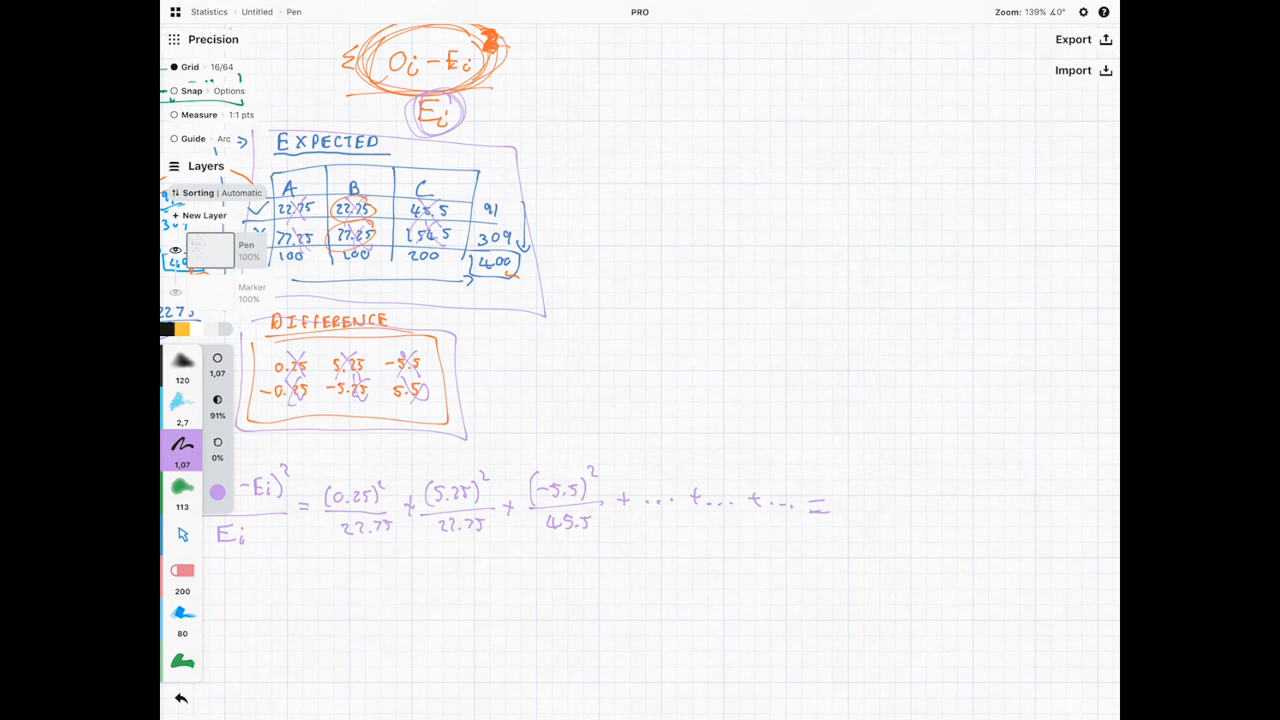 Statistics Untitled Pen PRO Zoom: 139% ∡0°
Precision
Export
Import
Grid 16/64
Snap Options
Measure 1:1 pts
Guide Arc
Layers
Sorting | Automatic
+ New Layer
Pen
100%
Marker
100%
120
2,7
1,07
113
200
80
1,07
91%
0%
Σ Oi - Ei
Ei
EXPECTED
A B C
22.75 22.75 45.5 91
77.25 77.25 154.5 309
100 100 200 400
DIFFERENCE
0.25 5.25 -5.5
-0.25 -5.25 5.5
-Ei)² = (0.25)² + (5.25)² + (-5.5)² + ... + ... + ... =
Ei 22.75 22.75 45.5